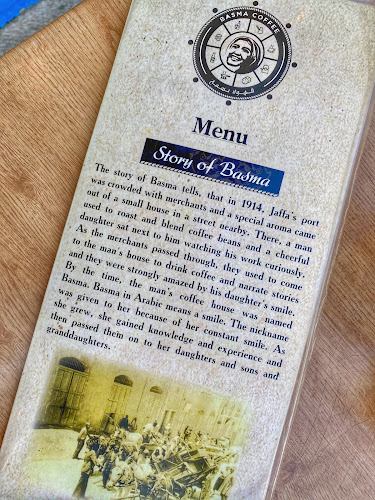 BASMA COFFEE
قهوة بسمة
Menu
Story of Basma
The story of Basma tells, that in 1914, Jaffa's port
was crowded with merchants and a special aroma came
out of a small house in a street nearby. There, a man
used to roast and blend coffee beans and a cheerful
daughter sat next to him watching his work curiously.
As the merchants passed through, they used to come
to the man's house to drink coffee and narrate stories
and they were strongly amazed by his daughter's smile.
By the time, the man's coffee house was named
Basma. Basma in Arabic means a smile. The nickname
was given to her because of her constant smile. As
she grew, she gained knowledge and experience and
then passed them on to her daughters and sons and
granddaughters.